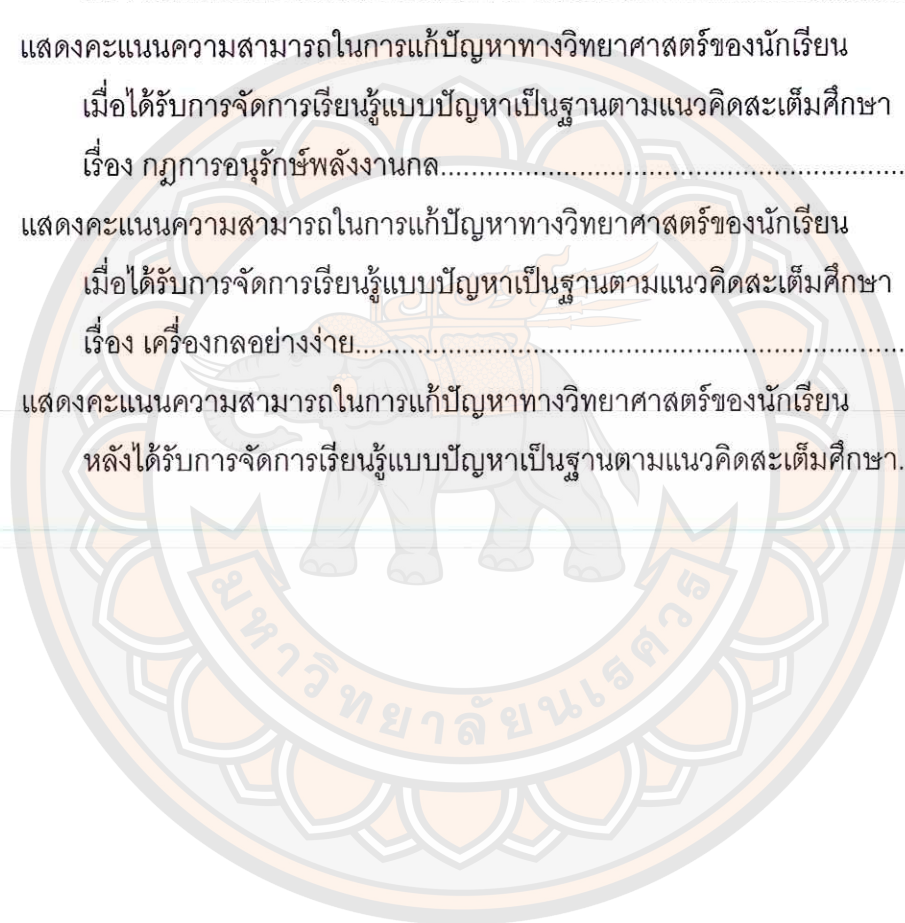 แสดงคะแนนความสามารถในการแก้ปัญหาทางวิทยาศาสตร์ของนักเรียน
เมื่อได้รับการจัดการเรียนรู้แบบปัญหาเป็นฐานตามแนวคิดสะเต็มศึกษา
เรื่อง กฎการอนุรักษ์พลังงานกล...............................................................
แสดงคะแนนความสามารถในการแก้ปัญหาทางวิทยาศาสตร์ของนักเรียน
เมื่อได้รับการจัดการเรียนรู้แบบปัญหาเป็นฐานตามแนวคิดสะเต็มศึกษา
เรื่อง เครื่องกลอย่างง่าย..........................................................................
แสดงคะแนนความสามารถในการแก้ปัญหาทางวิทยาศาสตร์ของนักเรียน
หลังได้รับการจัดการเรียนรู้แบบปัญหาเป็นฐานตามแนวคิดสะเต็มศึกษา.
มหาวิทยาลัยนเรศวร